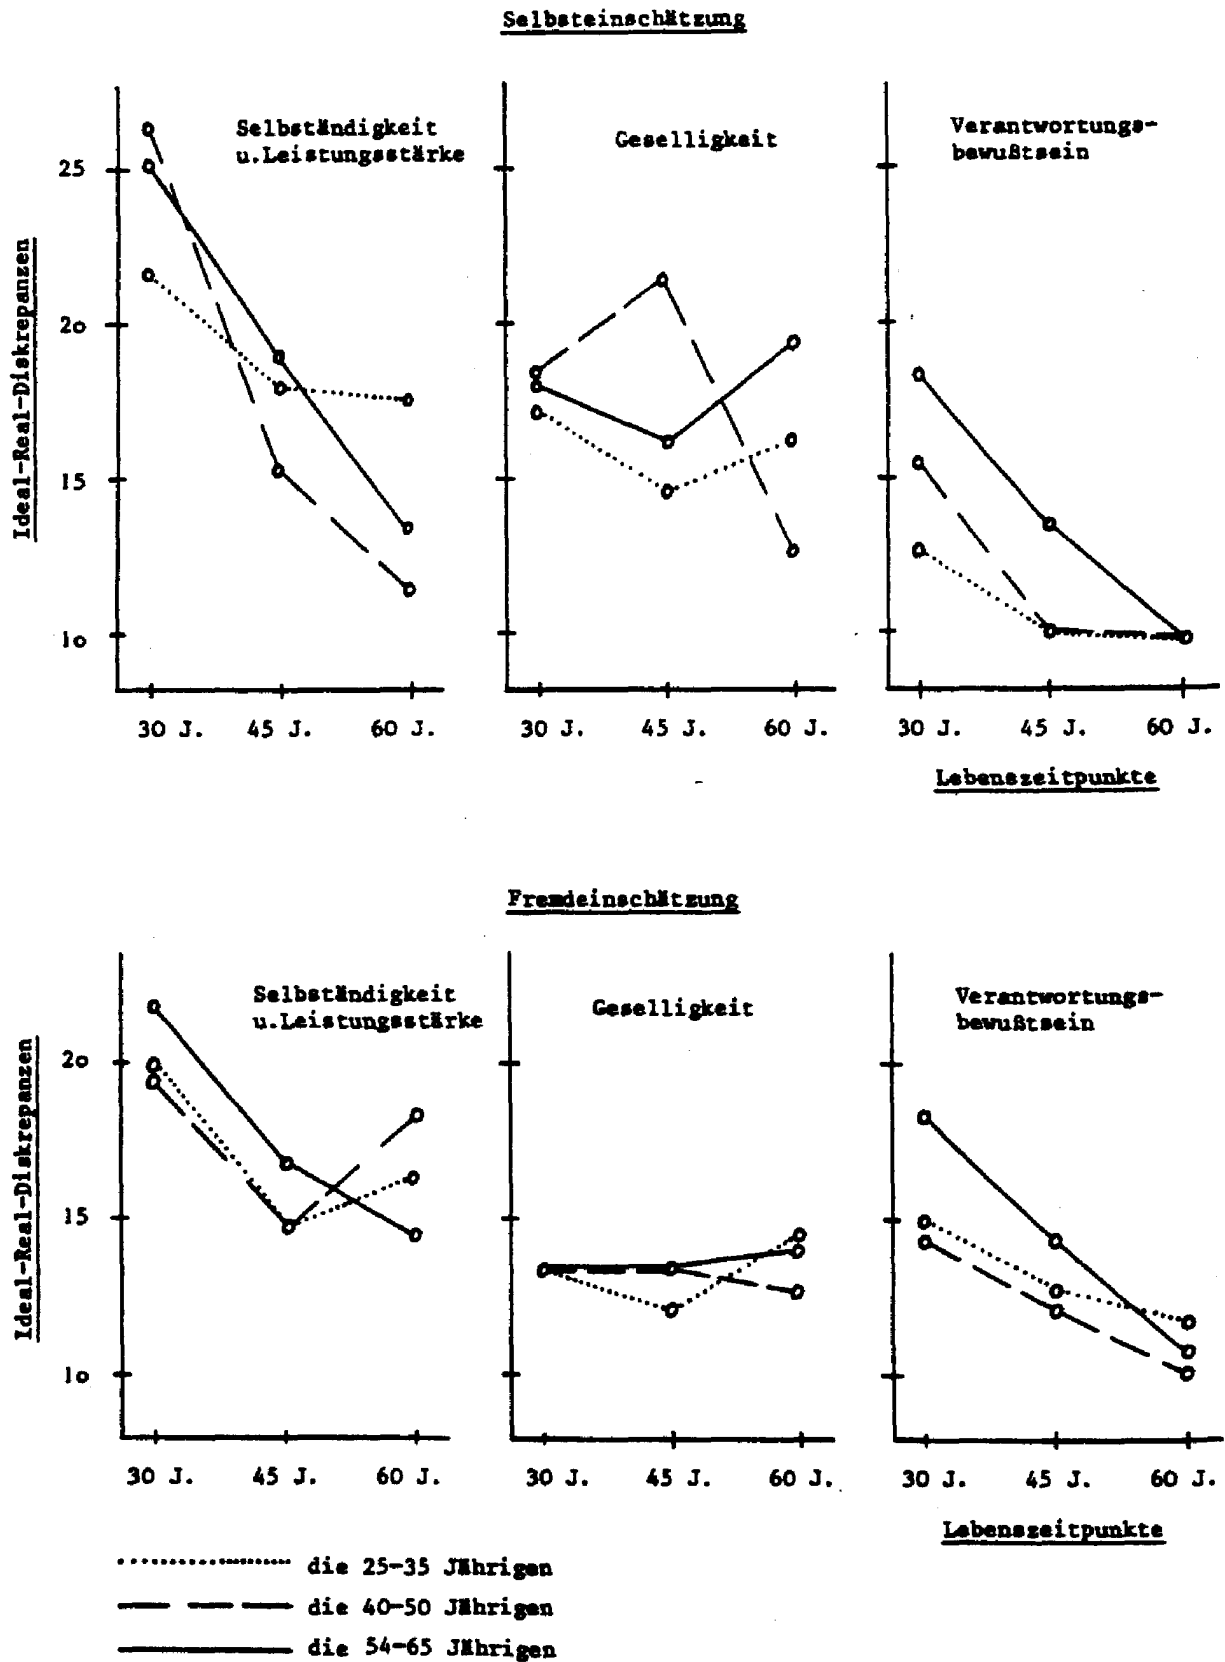 Selbsteinschätzung
Selbständigkeit
u.Leistungsstärke
Geselligkeit
Verantwortungs-
bewußtsein
Ideal-Real-Diskrepanzen
25
2o
15
1o
30 J. 45 J. 60 J.
30 J. 45 J. 60 J.
30 J. 45 J. 60 J.
Lebenszeitpunkte
Fremdeinschätzung
Selbständigkeit
u.Leistungsstärke
Geselligkeit
Verantwortungs-
bewußtsein
Ideal-Real-Diskrepanzen
2o
15
1o
30 J. 45 J. 60 J.
30 J. 45 J. 60 J.
30 J. 45 J. 60 J.
Lebenszeitpunkte
die 25-35 Jährigen
die 40-50 Jährigen
die 54-65 Jährigen